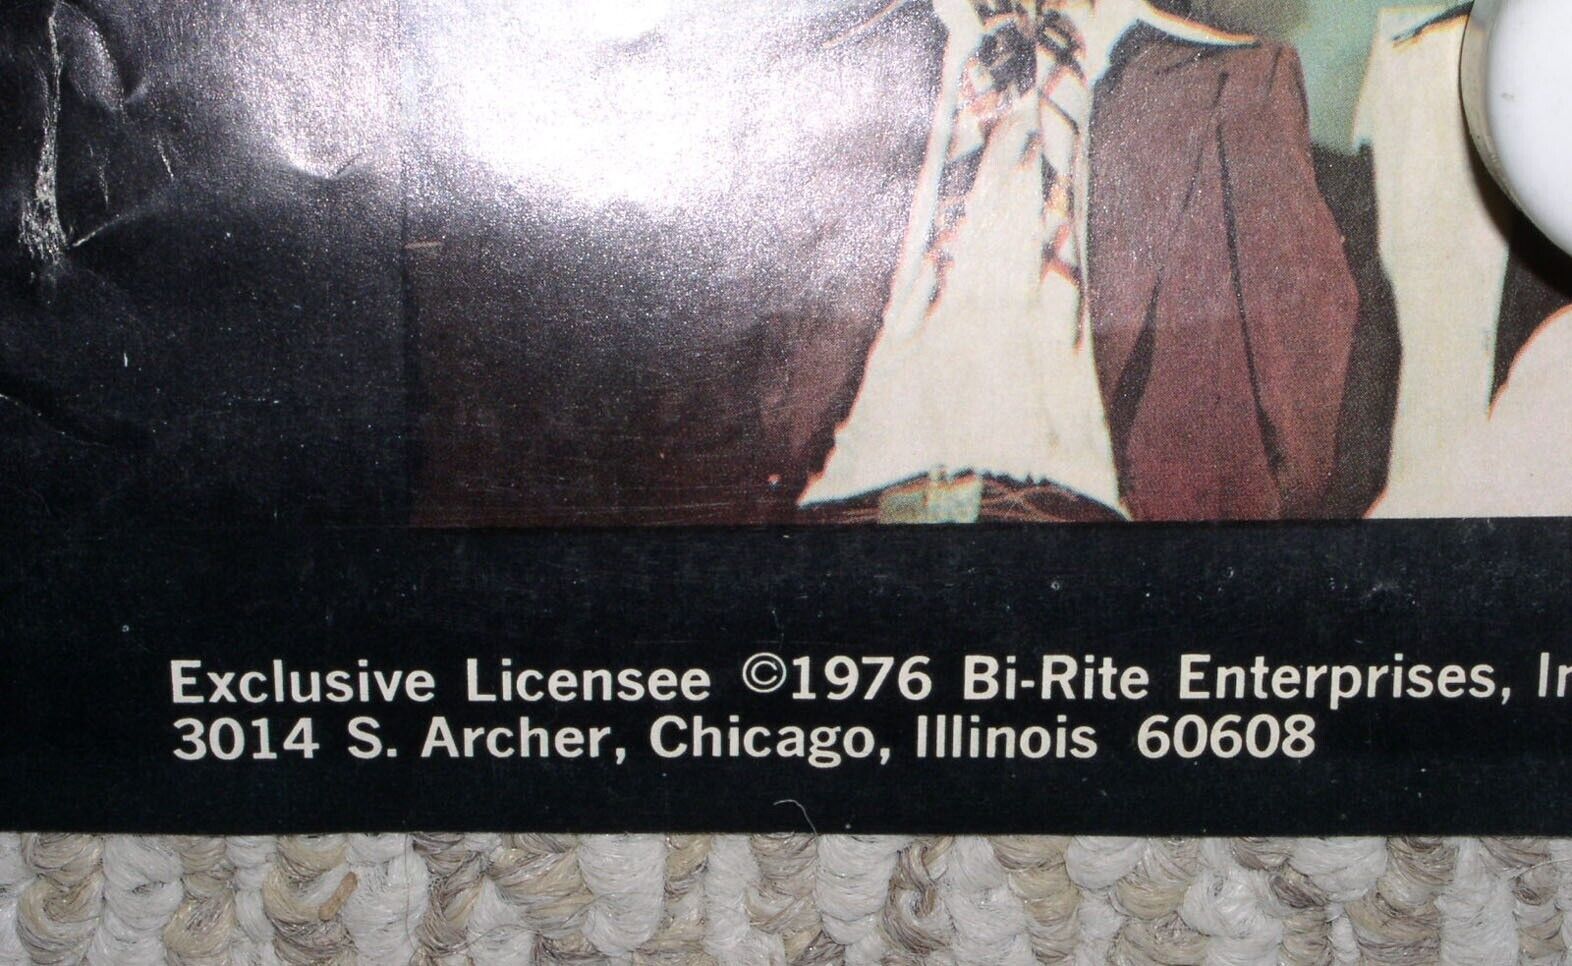 Exclusive Licensee ©1976 Bi-Rite Enterprises, In
3014 S. Archer, Chicago, Illinois 60608